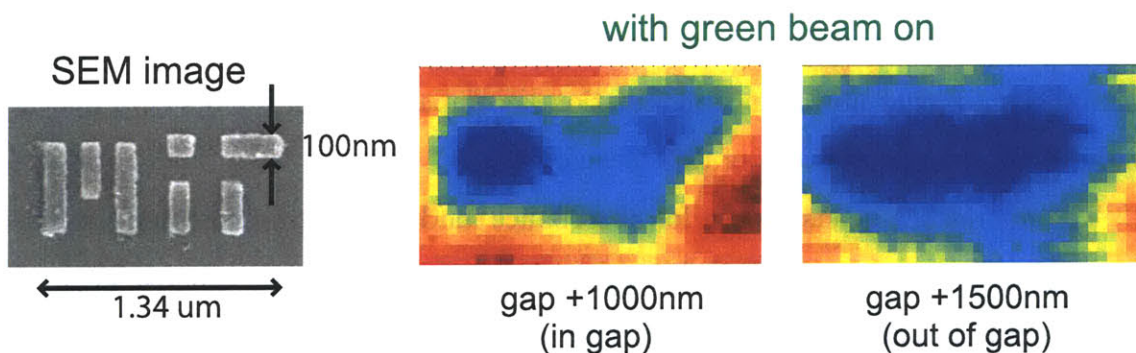 with green beam on
SEM image
100nm
1.34 um
gap +1000nm
(in gap)
gap +1500nm
(out of gap)